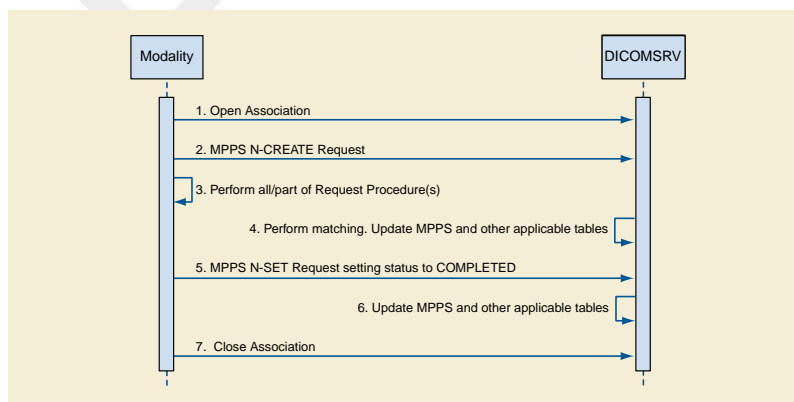 Modality
DICOMSRV
1. Open Association
2. MPPS N-CREATE Request
3. Perform all/part of Request Procedure(s)
4. Perform matching. Update MPPS and other applicable tables
5. MPPS N-SET Request setting status to COMPLETED
6. Update MPPS and other applicable tables
7. Close Association